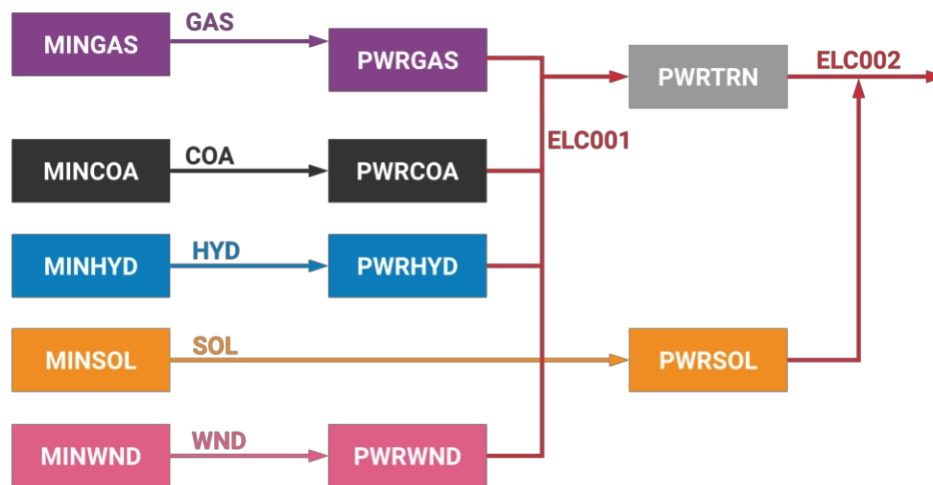 MINGAS
GAS
PWRGAS
PWRTRN
ELC002
ELC001
MINCOA
COA
PWRCOA
MINHYD
HYD
PWRHYD
MINSOL
SOL
PWRSOL
MINWND
WND
PWRWND